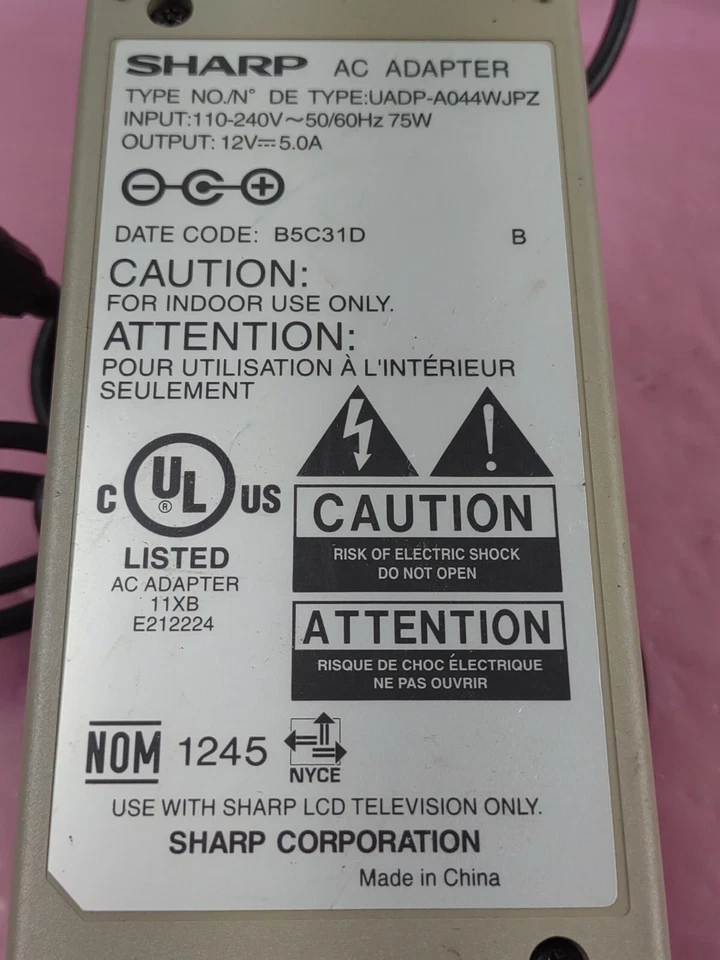 SHARP AC ADAPTER
TYPE NO./N° DE TYPE:UADP-A044WJPZ
INPUT:110-240V～50/60Hz 75W
OUTPUT: 12V⎓5.0A
DATE CODE: B5C31D B
CAUTION:
FOR INDOOR USE ONLY.
ATTENTION:
POUR UTILISATION À L'INTÉRIEUR
SEULEMENT
C UL® US
LISTED
AC ADAPTER
11XB
E212224
CAUTION
RISK OF ELECTRIC SHOCK
DO NOT OPEN
ATTENTION
RISQUE DE CHOC ÉLECTRIQUE
NE PAS OUVRIR
NOM 1245
NYCE
USE WITH SHARP LCD TELEVISION ONLY.
SHARP CORPORATION
Made in China